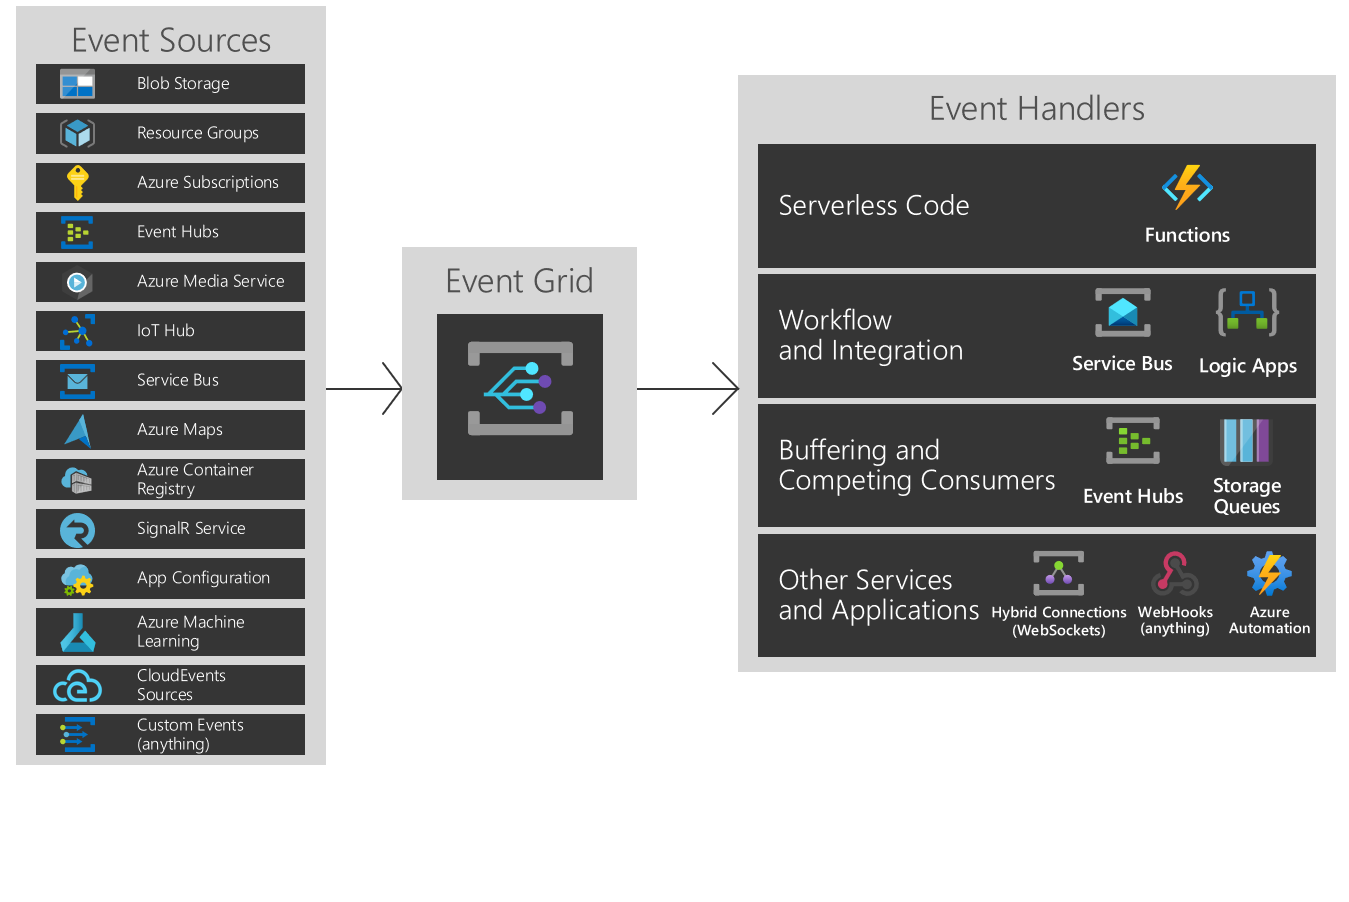 Event Sources
Blob Storage
Resource Groups
Azure Subscriptions
Event Hubs
Azure Media Service
IoT Hub
Service Bus
Azure Maps
Azure Container
Registry
SignalR Service
App Configuration
Azure Machine
Learning
CloudEvents
Sources
Custom Events
(anything)
Event Grid
Event Handlers
Serverless Code
Functions
Workflow
and Integration
Service Bus
Logic Apps
Buffering and
Competing Consumers
Event Hubs
Storage
Queues
Other Services
and Applications
Hybrid Connections
(WebSockets)
WebHooks
(anything)
Azure
Automation